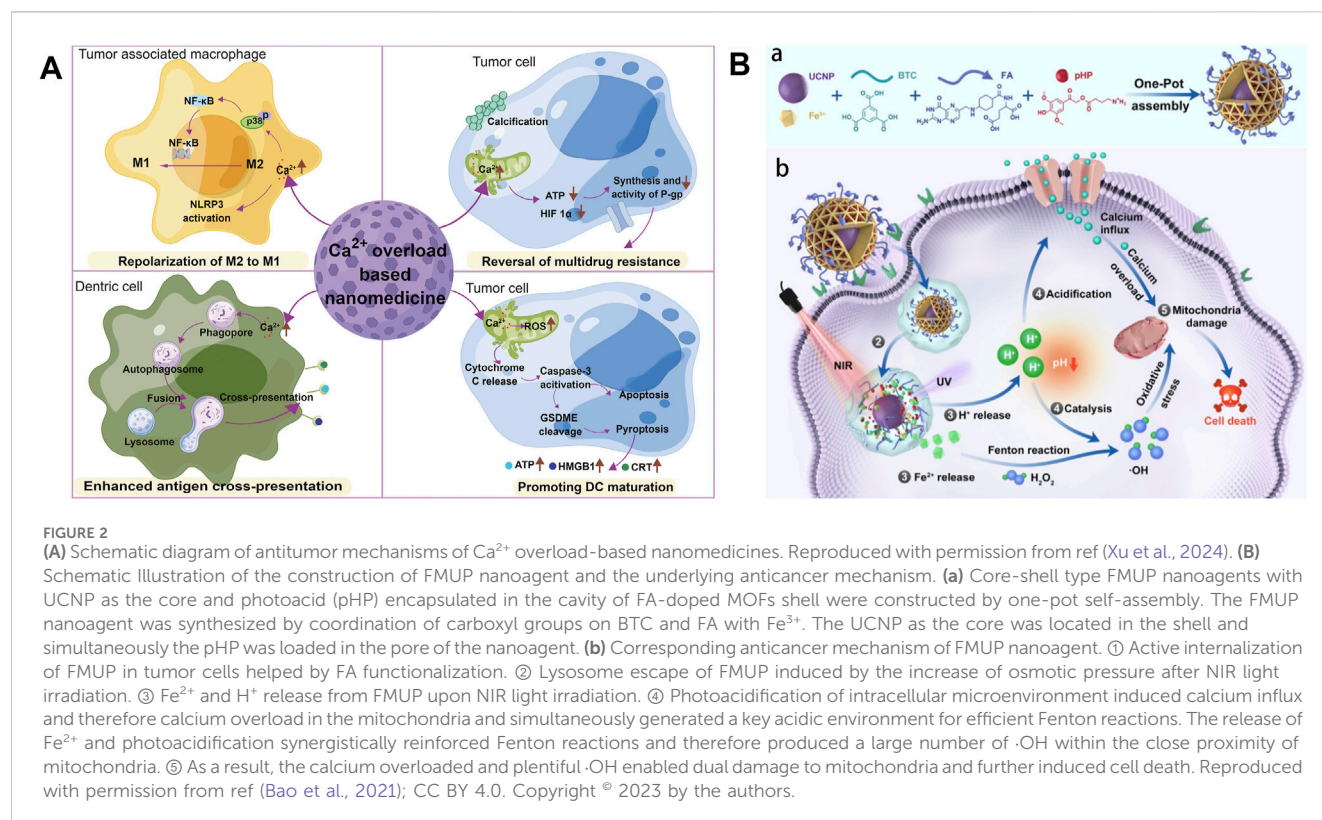 A
Tumor associated macrophage
NF-κB
p38
p
NF-κB
M1
M2
Ca²⁺
NLRP3
activation
Repolarization of M2 to M1
Tumor cell
Calcification
Ca²⁺
ATP
HIF 1α
Synthesis and
activity of P-gp
Reversal of multidrug resistance
Ca²⁺ overload
based
nanomedicine
Dentric cell
Ca²⁺
Phagopore
Autophagosome
Fusion
Lysosome
Cross-presentation
Enhanced antigen cross-presentation
Tumor cell
Ca²⁺
ROS
Cytochrome
C release
Caspase-3
acitivation
Apoptosis
GSDME
cleavage
Pyroptosis
ATP HMGB1 CRT
Promoting DC maturation
B
a
UCNP BTC FA pHP
Fe³⁺
One-Pot
assembly
b
Calcium
influx
Calcium
overload
④ Acidification
⑤ Mitochondria
damage
②
NIR
UV
H⁺
H⁺
H⁺
pH
③ H⁺ release
④ Catalysis
Oxidative
stress
Cell death
Fenton reaction
·OH
③ Fe²⁺ release
H₂O₂
FIGURE 2
(A) Schematic diagram of antitumor mechanisms of Ca²⁺ overload-based nanomedicines. Reproduced with permission from ref (Xu et al., 2024). (B)
Schematic Illustration of the construction of FMUP nanoagent and the underlying anticancer mechanism. (a) Core-shell type FMUP nanoagents with
UCNP as the core and photoacid (pHP) encapsulated in the cavity of FA-doped MOFs shell were constructed by one-pot self-assembly. The FMUP
nanoagent was synthesized by coordination of carboxyl groups on BTC and FA with Fe³⁺. The UCNP as the core was located in the shell and
simultaneously the pHP was loaded in the pore of the nanoagent. (b) Corresponding anticancer mechanism of FMUP nanoagent. ① Active internalization
of FMUP in tumor cells helped by FA functionalization. ② Lysosome escape of FMUP induced by the increase of osmotic pressure after NIR light
irradiation. ③ Fe²⁺ and H⁺ release from FMUP upon NIR light irradiation. ④ Photoacidification of intracellular microenvironment induced calcium influx
and therefore calcium overload in the mitochondria and simultaneously generated a key acidic environment for efficient Fenton reactions. The release of
Fe²⁺ and photoacidification synergistically reinforced Fenton reactions and therefore produced a large number of ·OH within the close proximity of
mitochondria. ⑤ As a result, the calcium overloaded and plentiful ·OH enabled dual damage to mitochondria and further induced cell death. Reproduced
with permission from ref (Bao et al., 2021); CC BY 4.0. Copyright © 2023 by the authors.